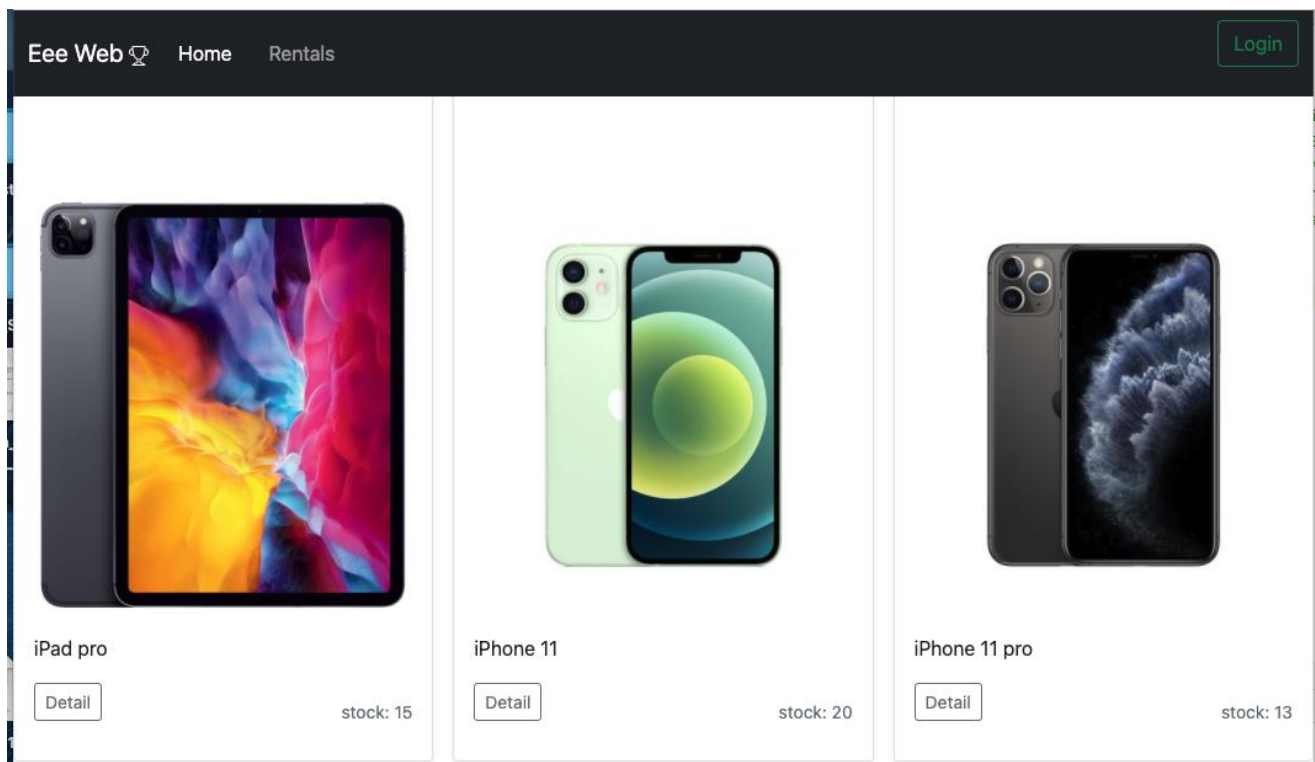 Eee Web Home Rentals Login
iPad pro
Detail
stock: 15
iPhone 11
Detail
stock: 20
iPhone 11 pro
Detail
stock: 13